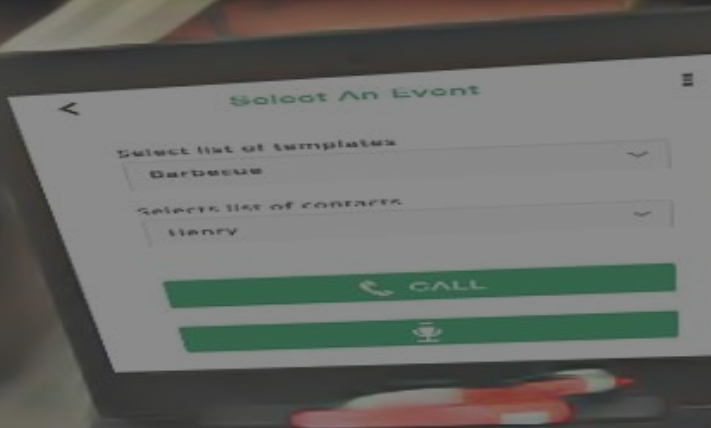 Select An Event
Select list of templates
Barbecue
Selects list of contacts
Henry
CALL